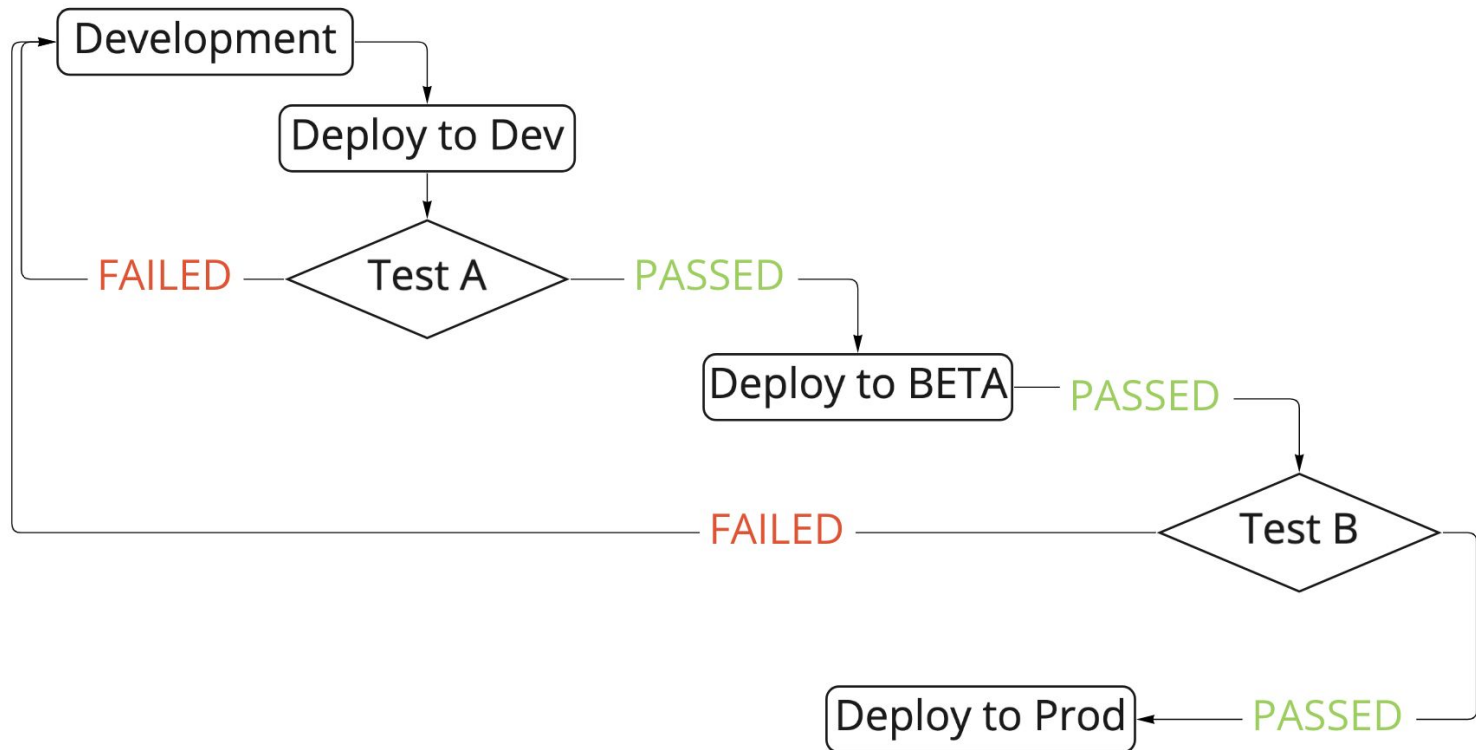 Development
Deploy to Dev
FAILED
Test A
PASSED
Deploy to BETA
PASSED
FAILED
Test B
Deploy to Prod
PASSED